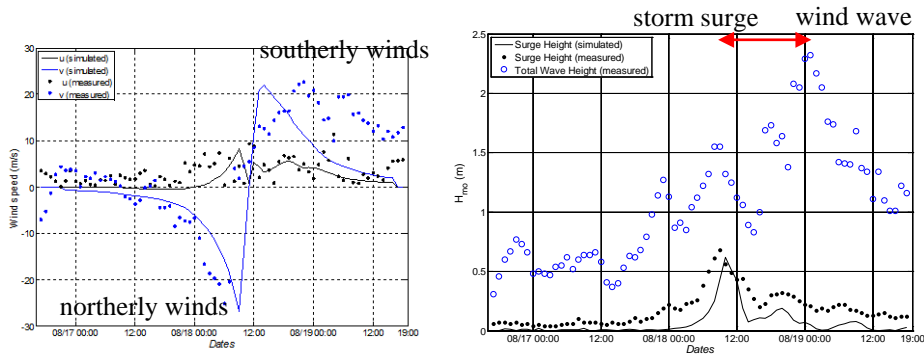 storm surge wind wave
southerly winds
u (simulated)
v (simulated)
u (measured)
v (measured)
30
20
10
0
-10
-20
-30
Wind speed (m/s)
northerly winds
08/17 00:00 12:00 08/18 00:00 12:00 08/19 00:00 12:00 19:00
Dates
Surge Height (simulated)
Surge Height (measured)
Total Wave Height (measured)
2.5
2
1.5
1
0.5
0
Hmo (m)
08/17 00:00 12:00 08/18 00:00 12:00 08/19 00:00 12:00 19:00
Dates